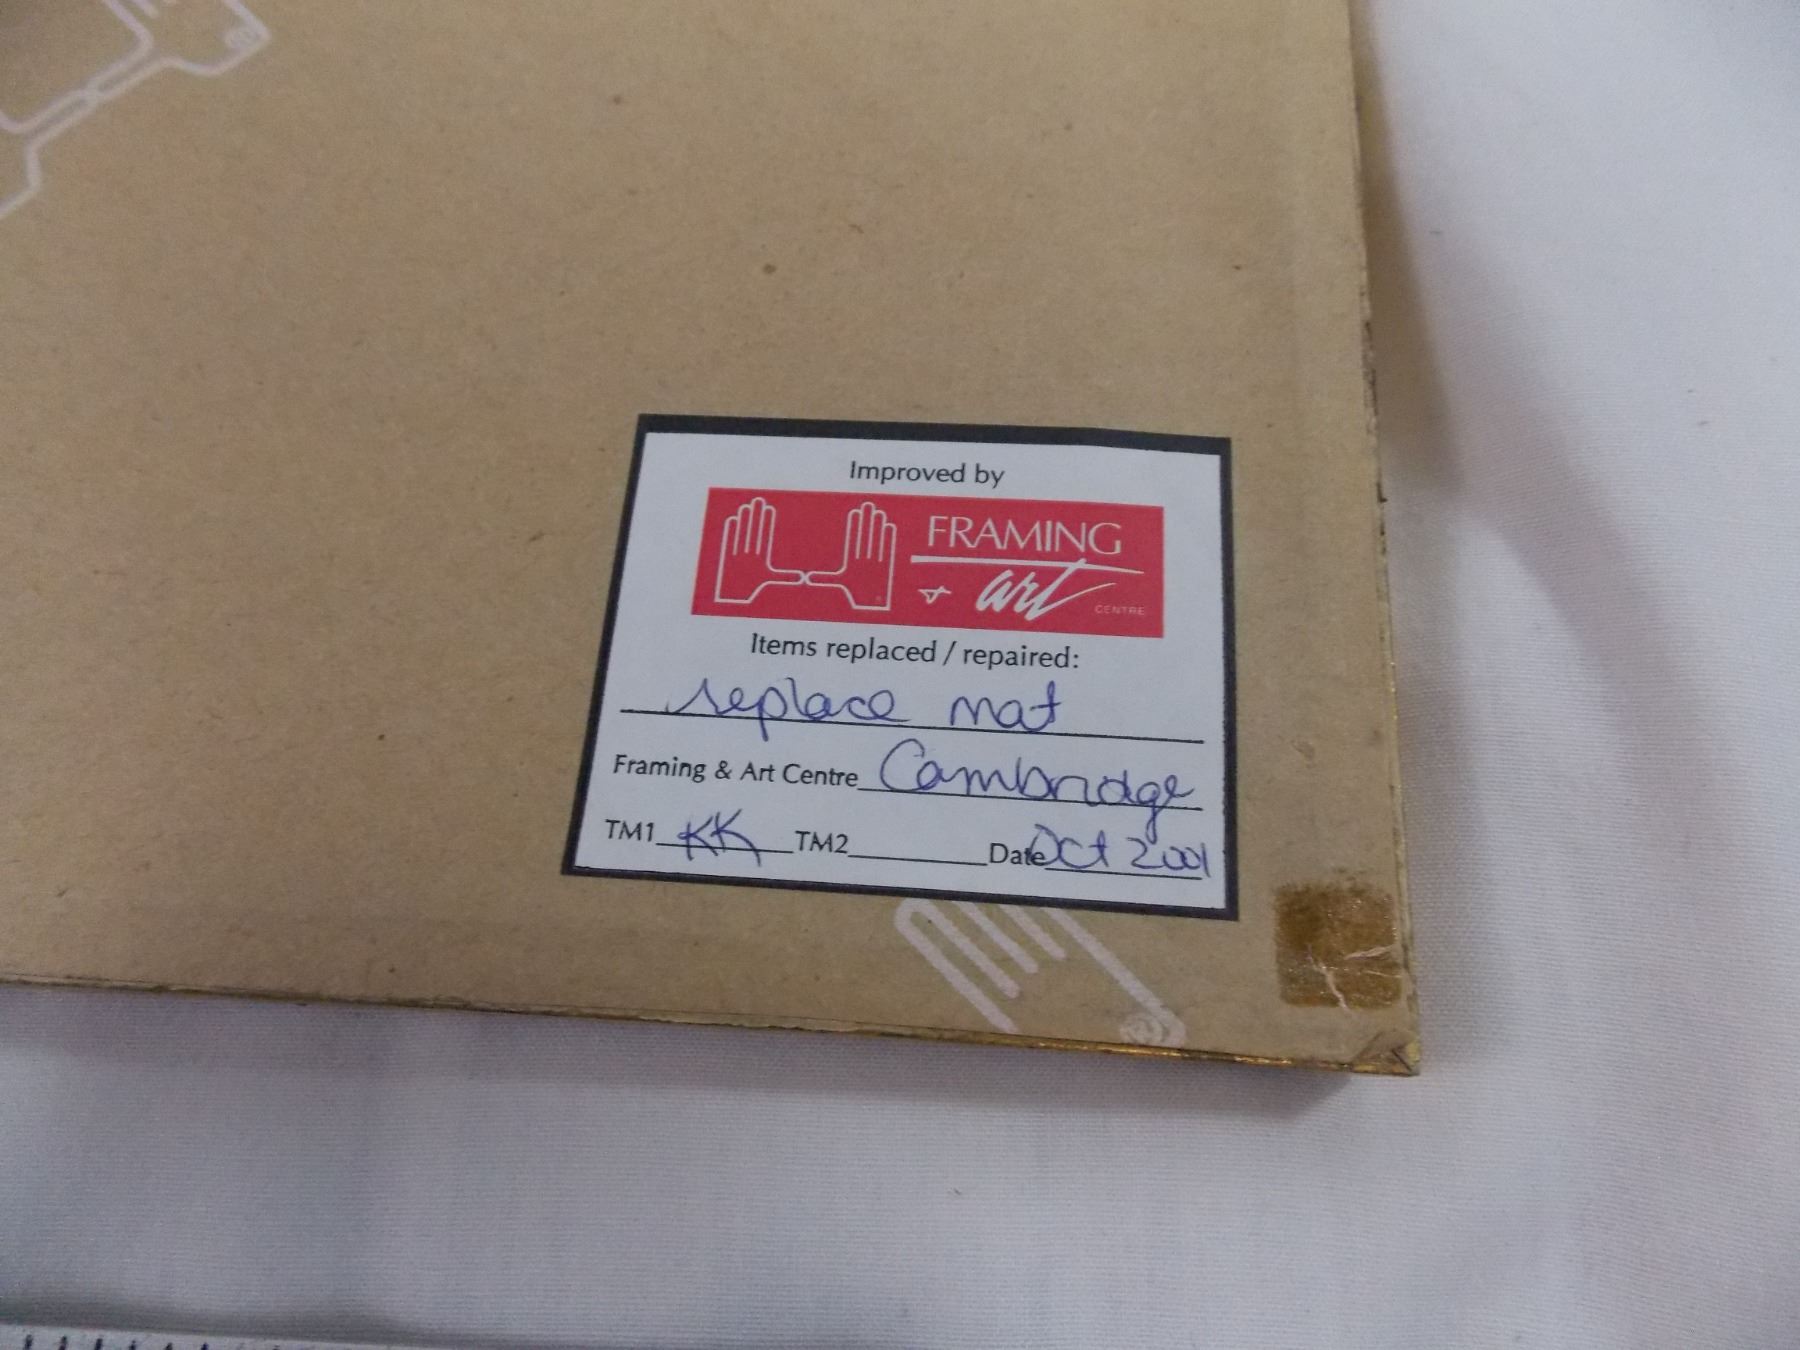 Improved by
FRAMING
+ art CENTRE
Items replaced / repaired:
replace mat
Framing & Art Centre Cambridge
TM1 KK TM2 Date Oct 2001